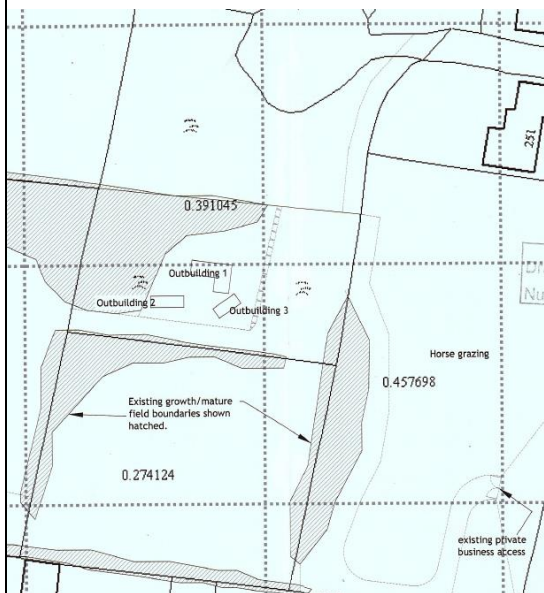 251
0.391045
Outbuilding 1
Outbuilding 2
Outbuilding 3
Horse grazing
0.457698
Existing growth/mature
field boundaries shown
hatched.
0.274124
existing private
business access